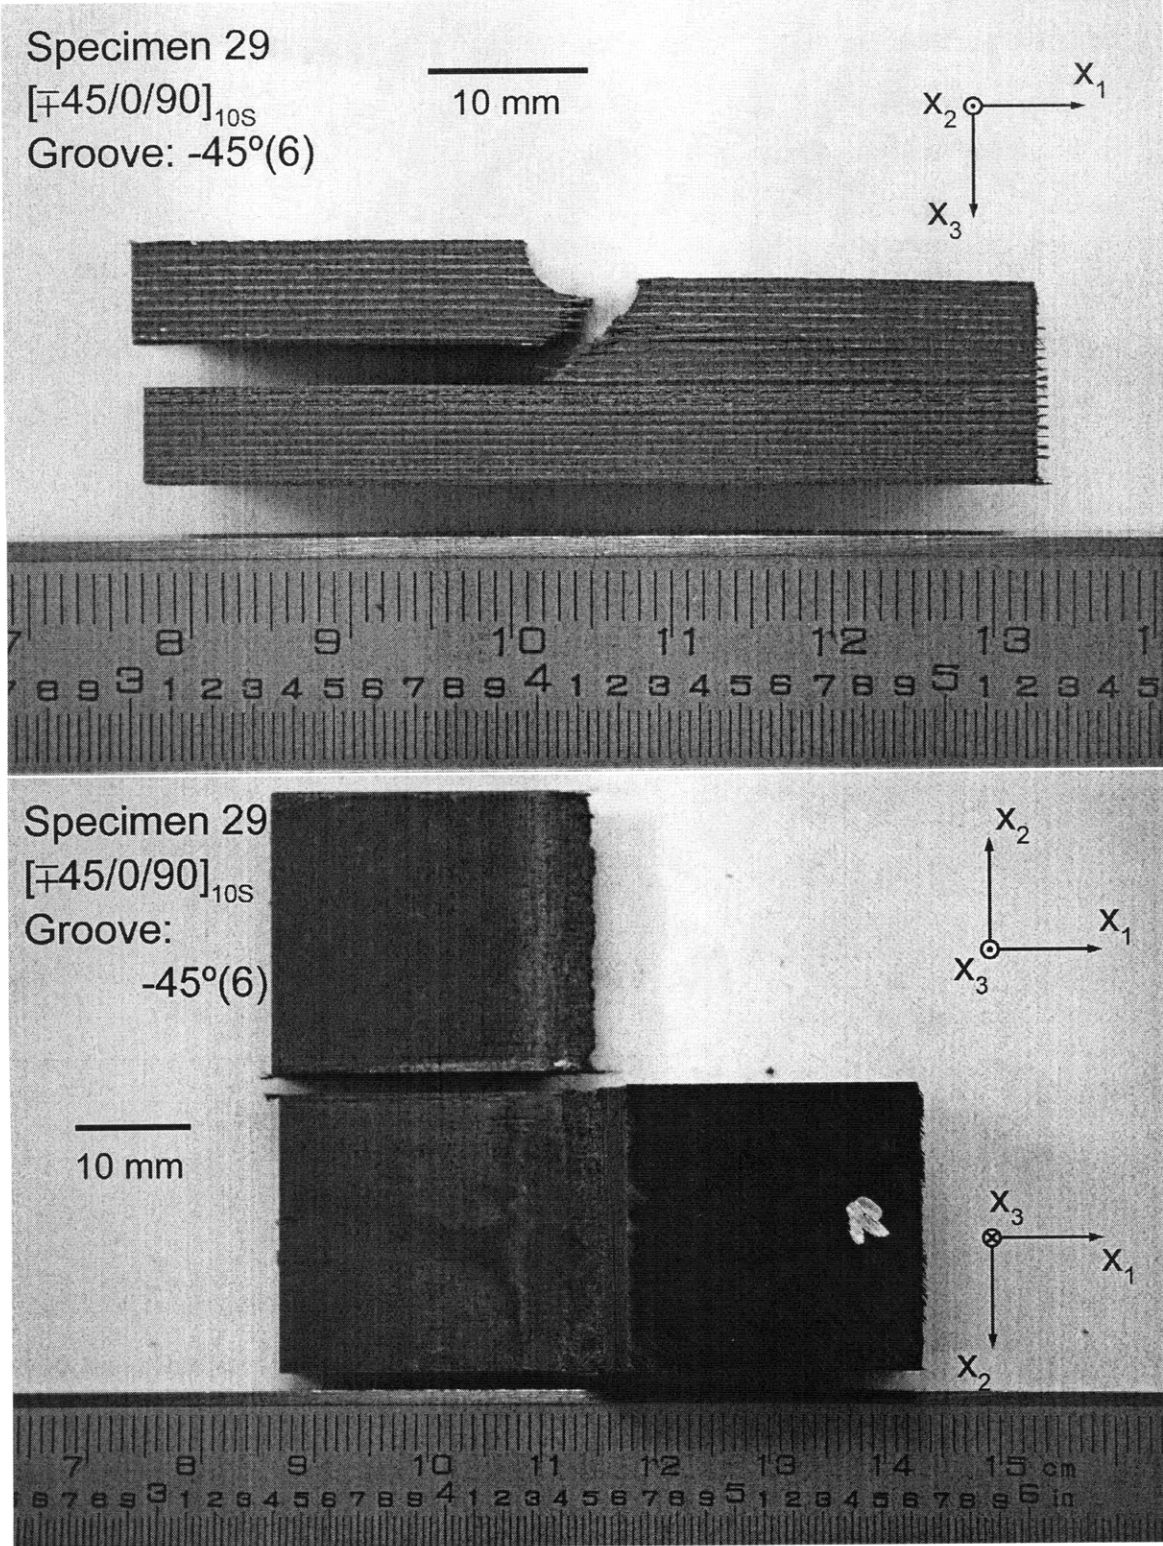 Specimen 29
[∓45/0/90]10S
Groove: -45º(6)
10 mm
X1
X2
X3
7 8 9 10 11 12 13 1
7 8 9 3 1 2 3 4 5 6 7 8 9 4 1 2 3 4 5 6 7 8 9 5 1 2 3 4 5
Specimen 29
[∓45/0/90]10S
Groove:
-45º(6)
10 mm
X2
X1
X3
X3
X1
X2
7 8 9 10 11 12 13 14 15 cm
6 7 8 9 3 1 2 3 4 5 6 7 8 9 4 1 2 3 4 5 6 7 8 9 5 1 2 3 4 5 6 7 8 9 6 in